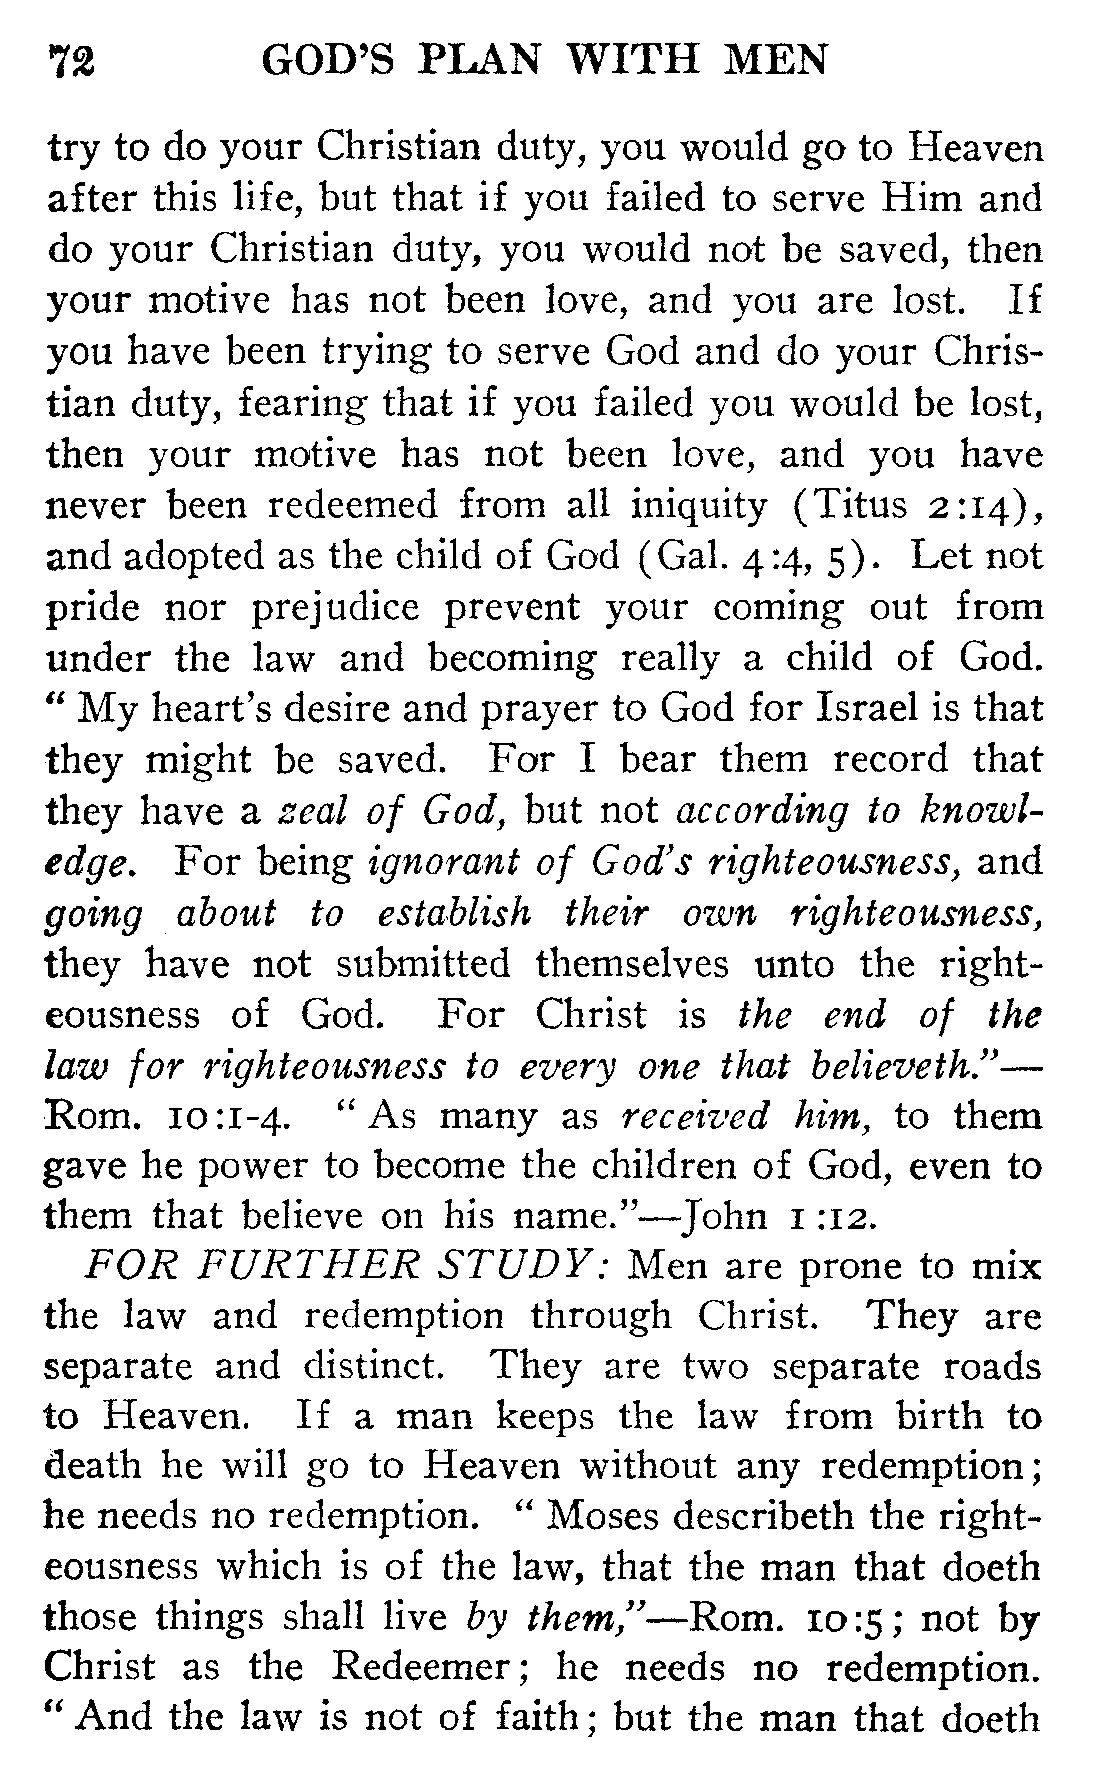 72 GOD'S PLAN WITH MEN
try to do your Christian duty, you would go to Heaven
after this life, but that if you failed to serve Him and
do your Christian duty, you would not be saved, then
your motive has not been love, and you are lost. If
you have been trying to serve God and do your Chris-
tian duty, fearing that if you failed you would be lost,
then your motive has not been love, and you have
never been redeemed from all iniquity (Titus 2:14),
and adopted as the child of God (Gal. 4:4, 5). Let not
pride nor prejudice prevent your coming out from
under the law and becoming really a child of God.
“ My heart's desire and prayer to God for Israel is that
they might be saved. For I bear them record that
they have a zeal of God, but not according to knowl-
edge. For being ignorant of God's righteousness, and
going about to establish their own righteousness,
they have not submitted themselves unto the right-
eousness of God. For Christ is the end of the
law for righteousness to every one that believeth.”—
Rom. 10:1-4. “ As many as received him, to them
gave he power to become the children of God, even to
them that believe on his name.”—John 1:12.
FOR FURTHER STUDY: Men are prone to mix
the law and redemption through Christ. They are
separate and distinct. They are two separate roads
to Heaven. If a man keeps the law from birth to
death he will go to Heaven without any redemption;
he needs no redemption. “ Moses describeth the right-
eousness which is of the law, that the man that doeth
those things shall live by them,”—Rom. 10:5; not by
Christ as the Redeemer; he needs no redemption.
“ And the law is not of faith; but the man that doeth